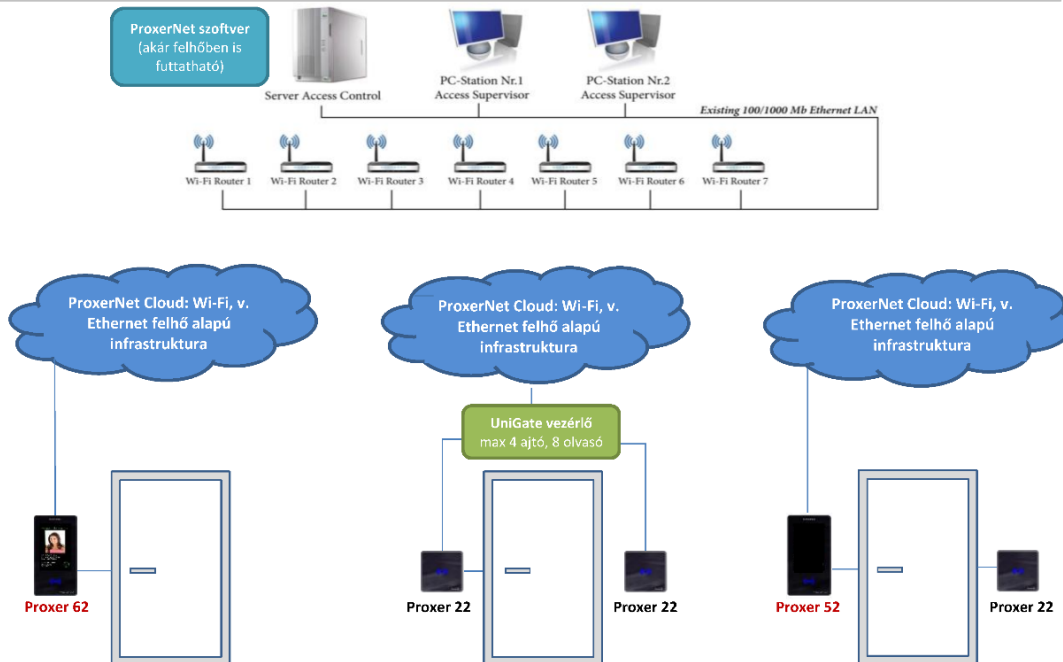 ProxerNet szoftver
(akár felhőben is
futtatható)
Server Access Control
PC-Station Nr.1
Access Supervisor
PC-Station Nr.2
Access Supervisor
Existing 100/1000 Mb Ethernet LAN
Wi-Fi Router 1
Wi-Fi Router 2
Wi-Fi Router 3
Wi-Fi Router 4
Wi-Fi Router 5
Wi-Fi Router 6
Wi-Fi Router 7
ProxerNet Cloud: Wi-Fi, v.
Ethernet felhő alapú
infrastruktura
ProxerNet Cloud: Wi-Fi, v.
Ethernet felhő alapú
infrastruktura
ProxerNet Cloud: Wi-Fi, v.
Ethernet felhő alapú
infrastruktura
UniGate vezérlő
max 4 ajtó, 8 olvasó
Proxer 62
Proxer 22
Proxer 22
Proxer 52
Proxer 22